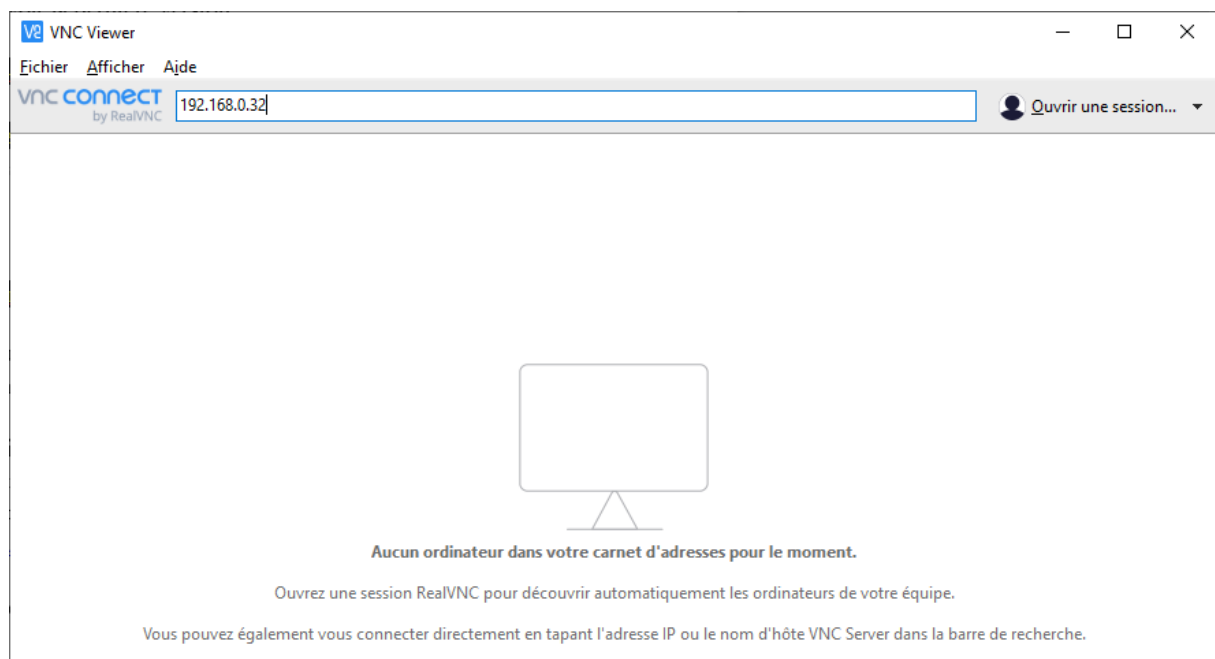 VNC Viewer
Fichier Afficher Aide
vnc connect
by RealVNC
192.168.0.32
Ouvrir une session...
Aucun ordinateur dans votre carnet d'adresses pour le moment.
Ouvrez une session RealVNC pour découvrir automatiquement les ordinateurs de votre équipe.
Vous pouvez également vous connecter directement en tapant l'adresse IP ou le nom d'hôte VNC Server dans la barre de recherche.